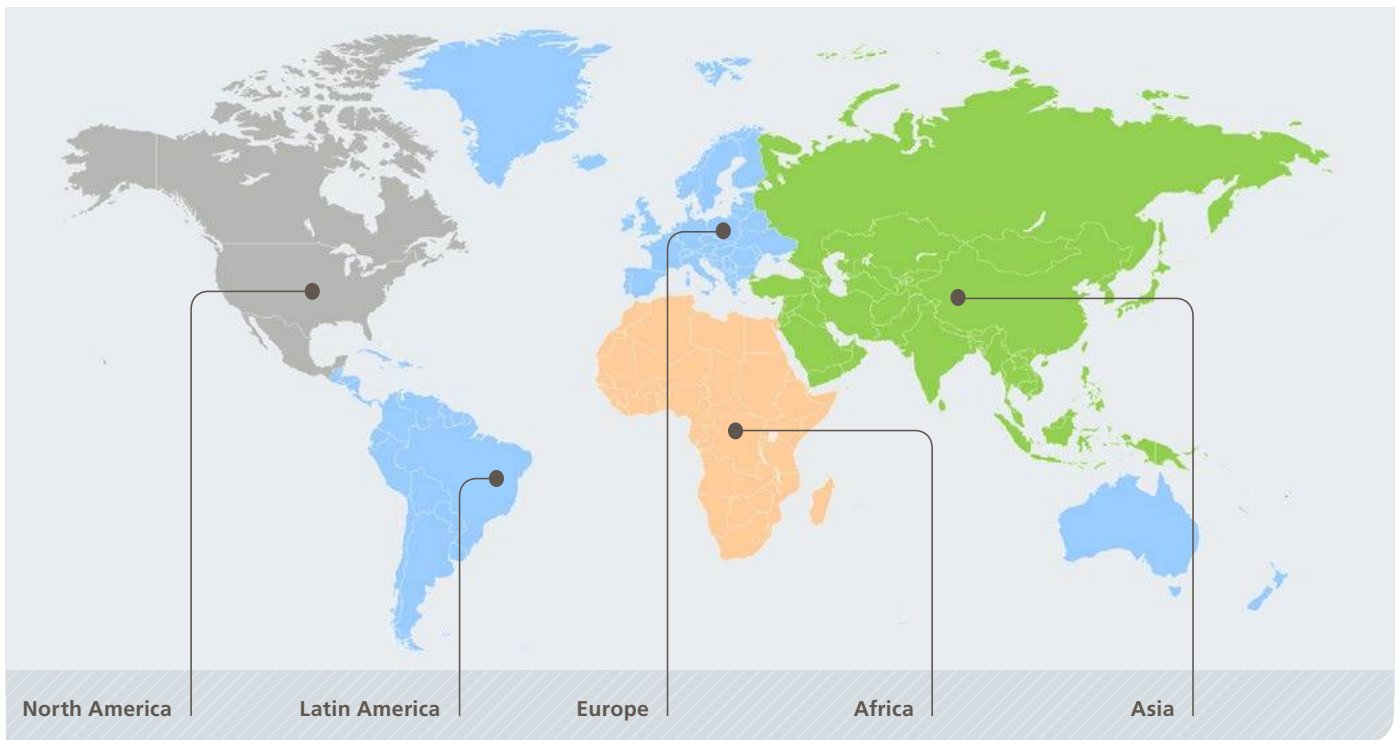 North America
Latin America
Europe
Africa
Asia